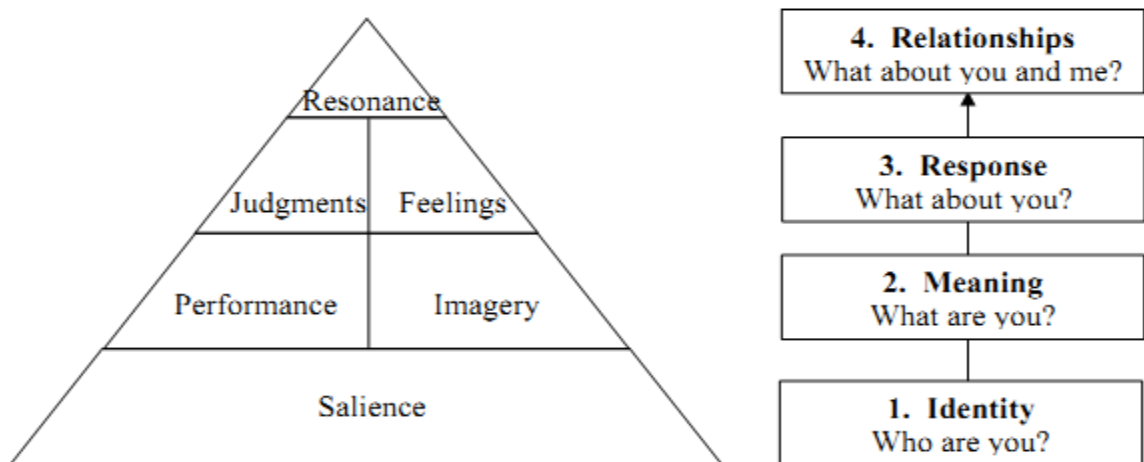 Resonance
Judgments Feelings
Performance Imagery
Salience
4. Relationships
What about you and me?
3. Response
What about you?
2. Meaning
What are you?
1. Identity
Who are you?